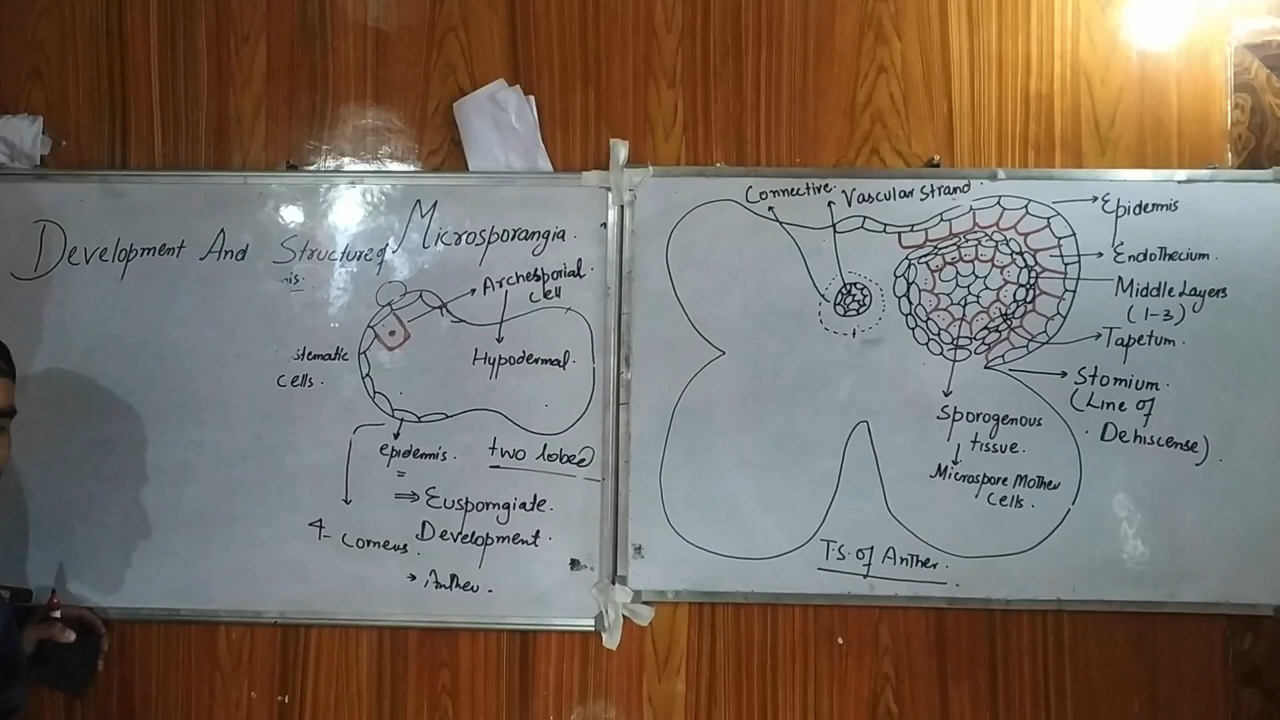 Development And Structure of Microsporangia.
Archesporial
cell
Hypodermal.
stematic
cells.
epidermis.
=
two lobed
⇒ Eusporngiate.
Development.
4- Corners.
→ Anther.
Connective. Vascular Strand.
Epidermis
Endothecium.
Middle Layers
(1-3)
Tapetum.
Stomium.
(Line of
Dehiscense).
Sporogenous
tissue.
Microspore Mother
Cells.
T.S. of Anther.